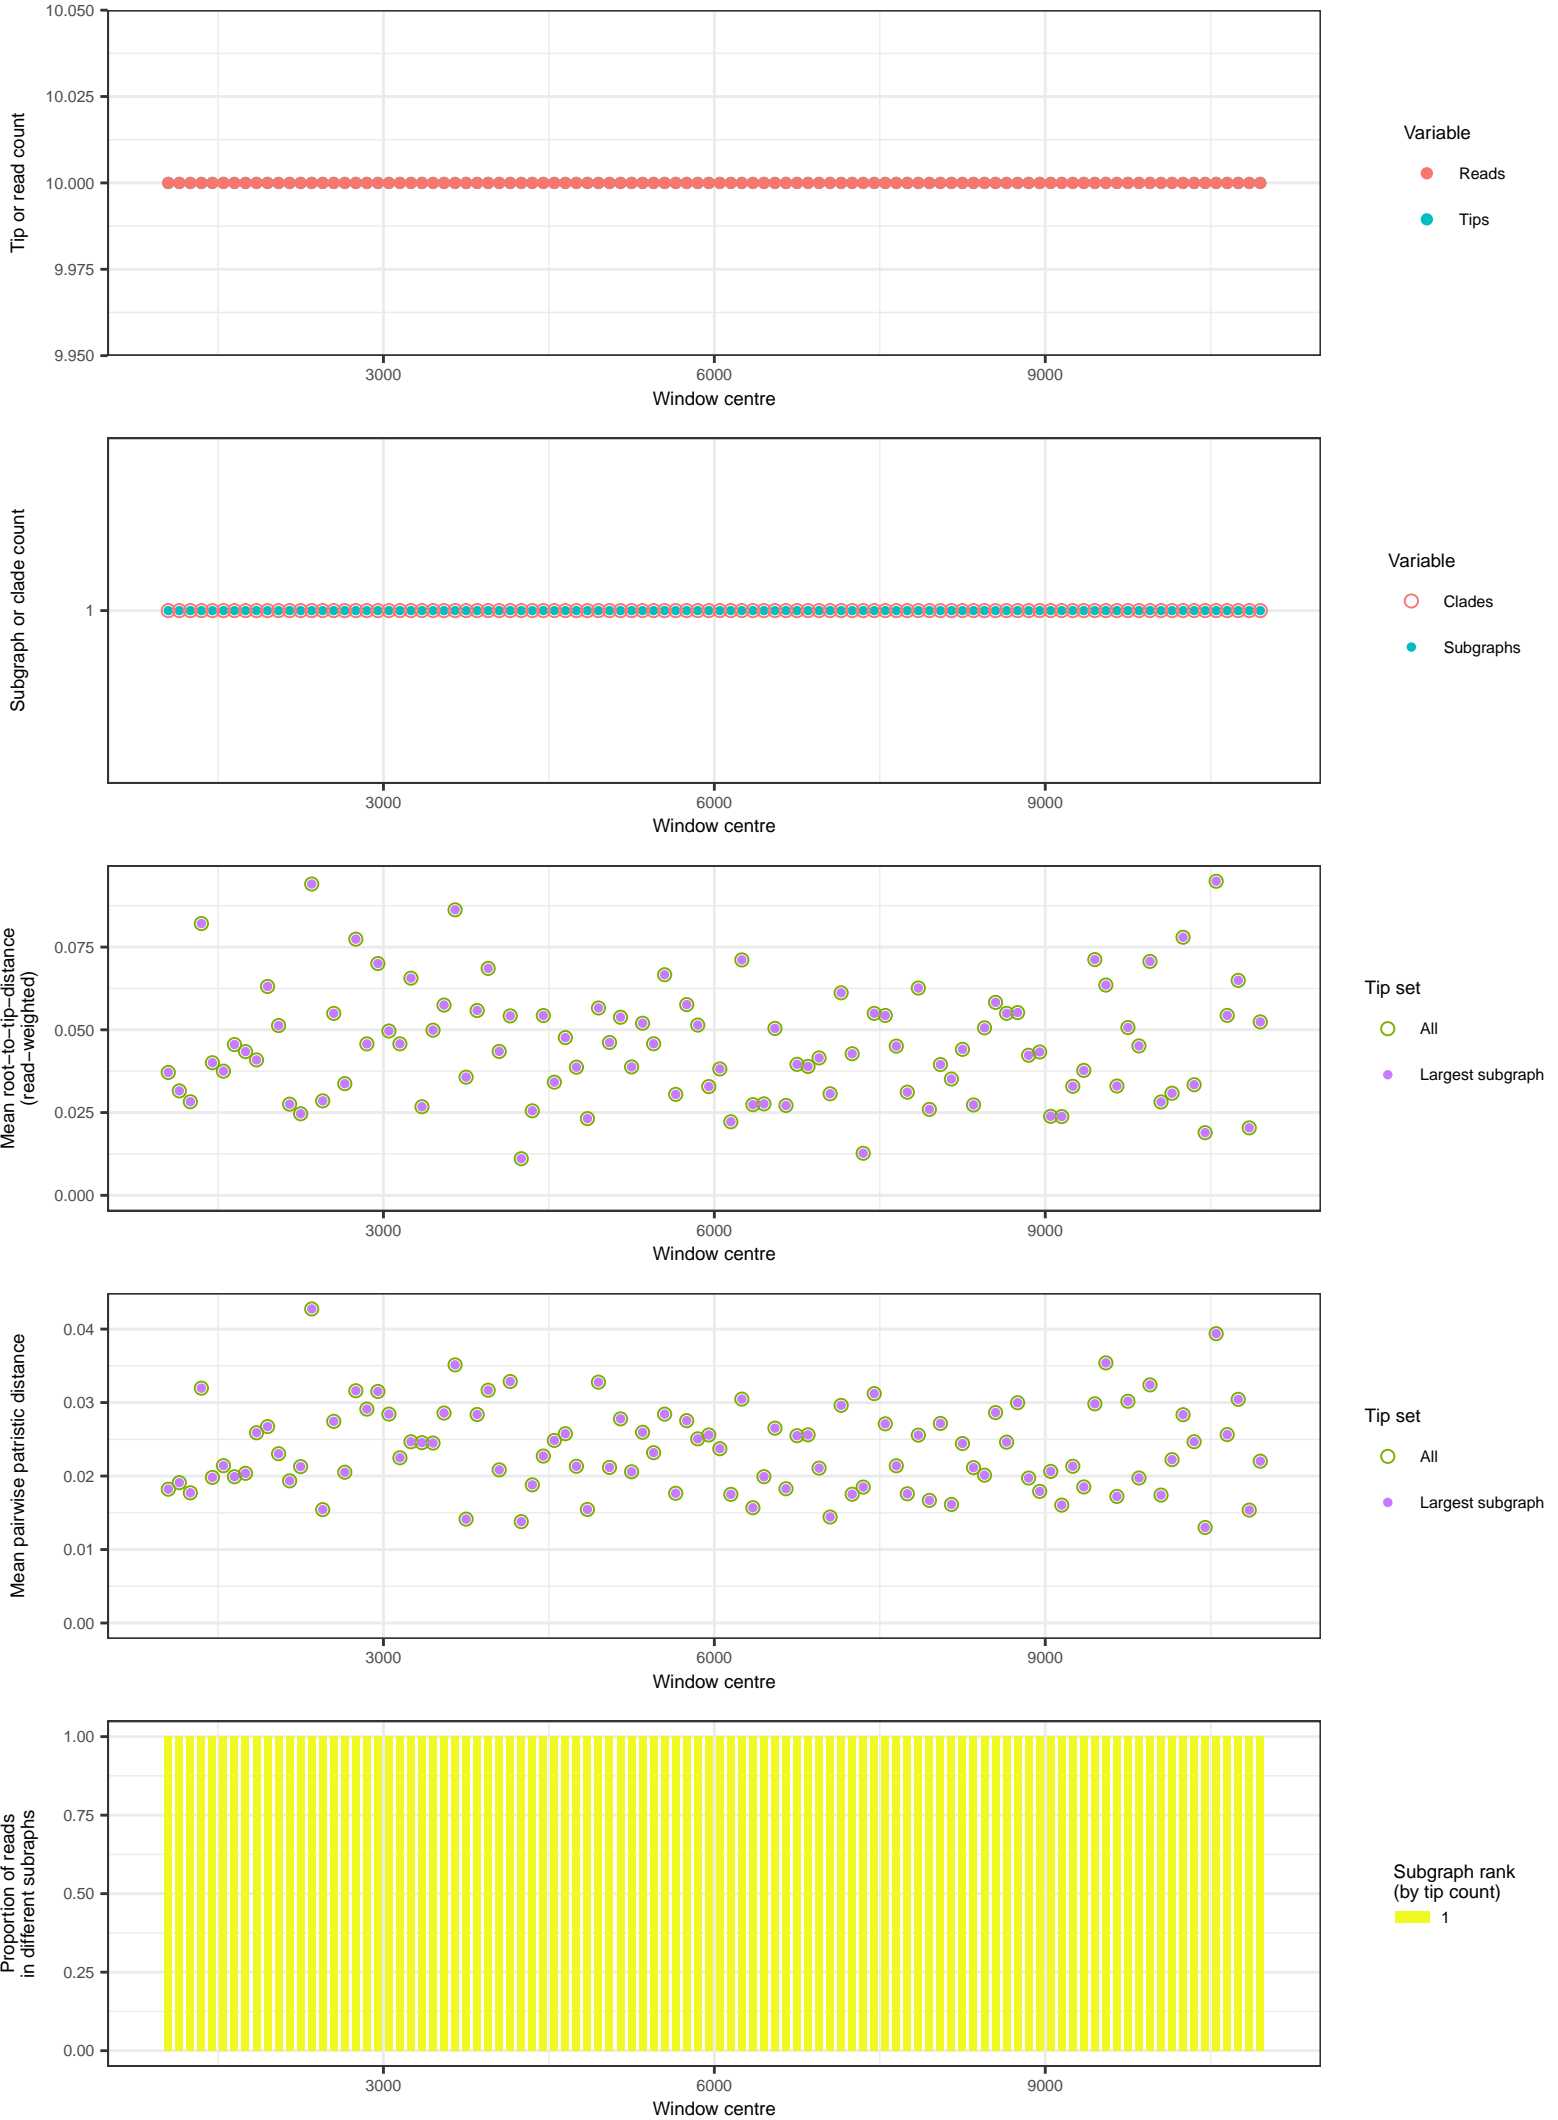 10.050
10.025
10.000
9.975
9.950
Tip or read count
3000 6000 9000
Window centre
Variable
Reads
Tips
Subgraph or clade count
1
3000 6000 9000
Window centre
Variable
Clades
Subgraphs
Mean root−to−tip−distance
(read−weighted)
0.075
0.050
0.025
0.000
3000 6000 9000
Window centre
Tip set
All
Largest subgraph
Mean pairwise patristic distance
0.04
0.03
0.02
0.01
0.00
3000 6000 9000
Window centre
Tip set
All
Largest subgraph
Proportion of reads
in different subraphs
1.00
0.75
0.50
0.25
0.00
3000 6000 9000
Window centre
Subgraph rank
(by tip count)
1